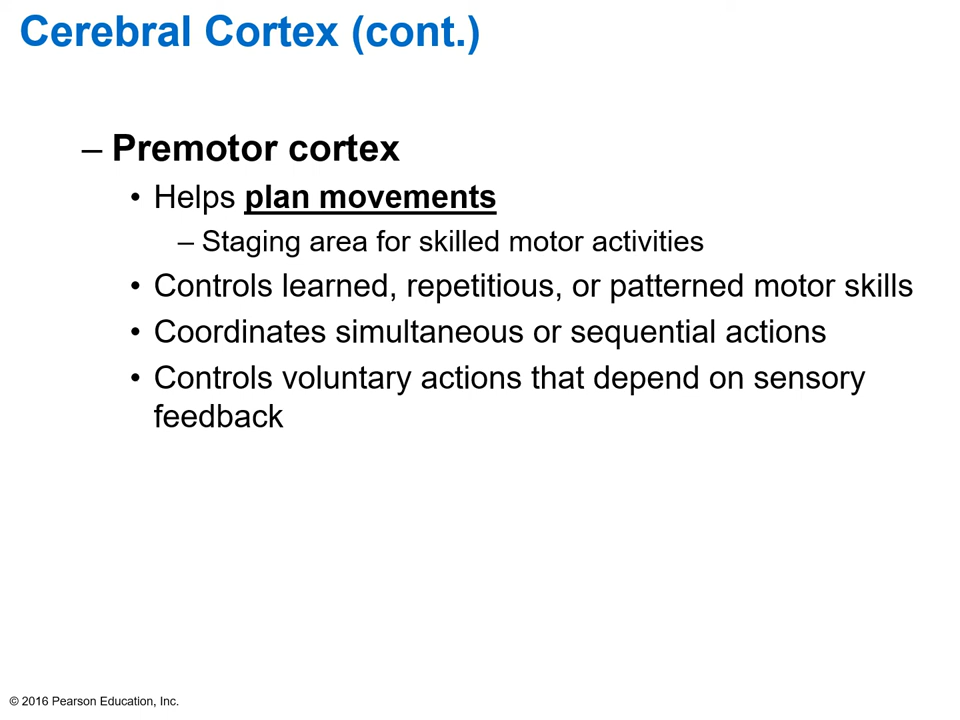 Cerebral Cortex (cont.)
– Premotor cortex
• Helps plan movements
– Staging area for skilled motor activities
• Controls learned, repetitious, or patterned motor skills
• Coordinates simultaneous or sequential actions
• Controls voluntary actions that depend on sensory
feedback
© 2016 Pearson Education, Inc.